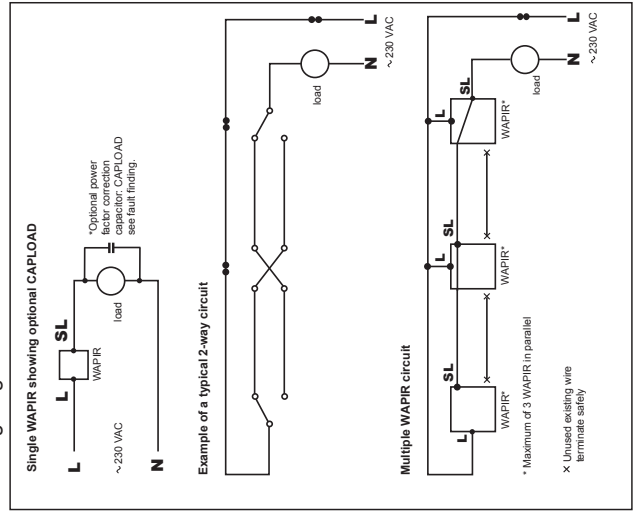 Single WAPIR showing optional CAPLOAD
L
L
SL
WAPIR
load
*Optional power
factor correction
capacitor: CAPLOAD
see fault finding.
~230 VAC
N
Example of a typical 2-way circuit
load
L
N
~230 VAC
Multiple WAPIR circuit
L
SL
WAPIR*
L
SL
WAPIR*
L
SL
WAPIR*
load
L
N
~230 VAC
* Maximum of 3 WAPIR in parallel
× Unused existing wire
terminate safely